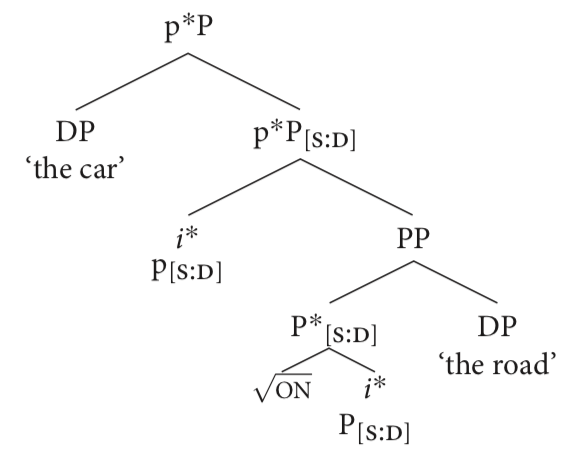 p*P
DP p*P[S:D]
‘the car’
i* PP
p[S:D]
P*[S:D] DP
‘the road’
√ON i*
P[S:D]